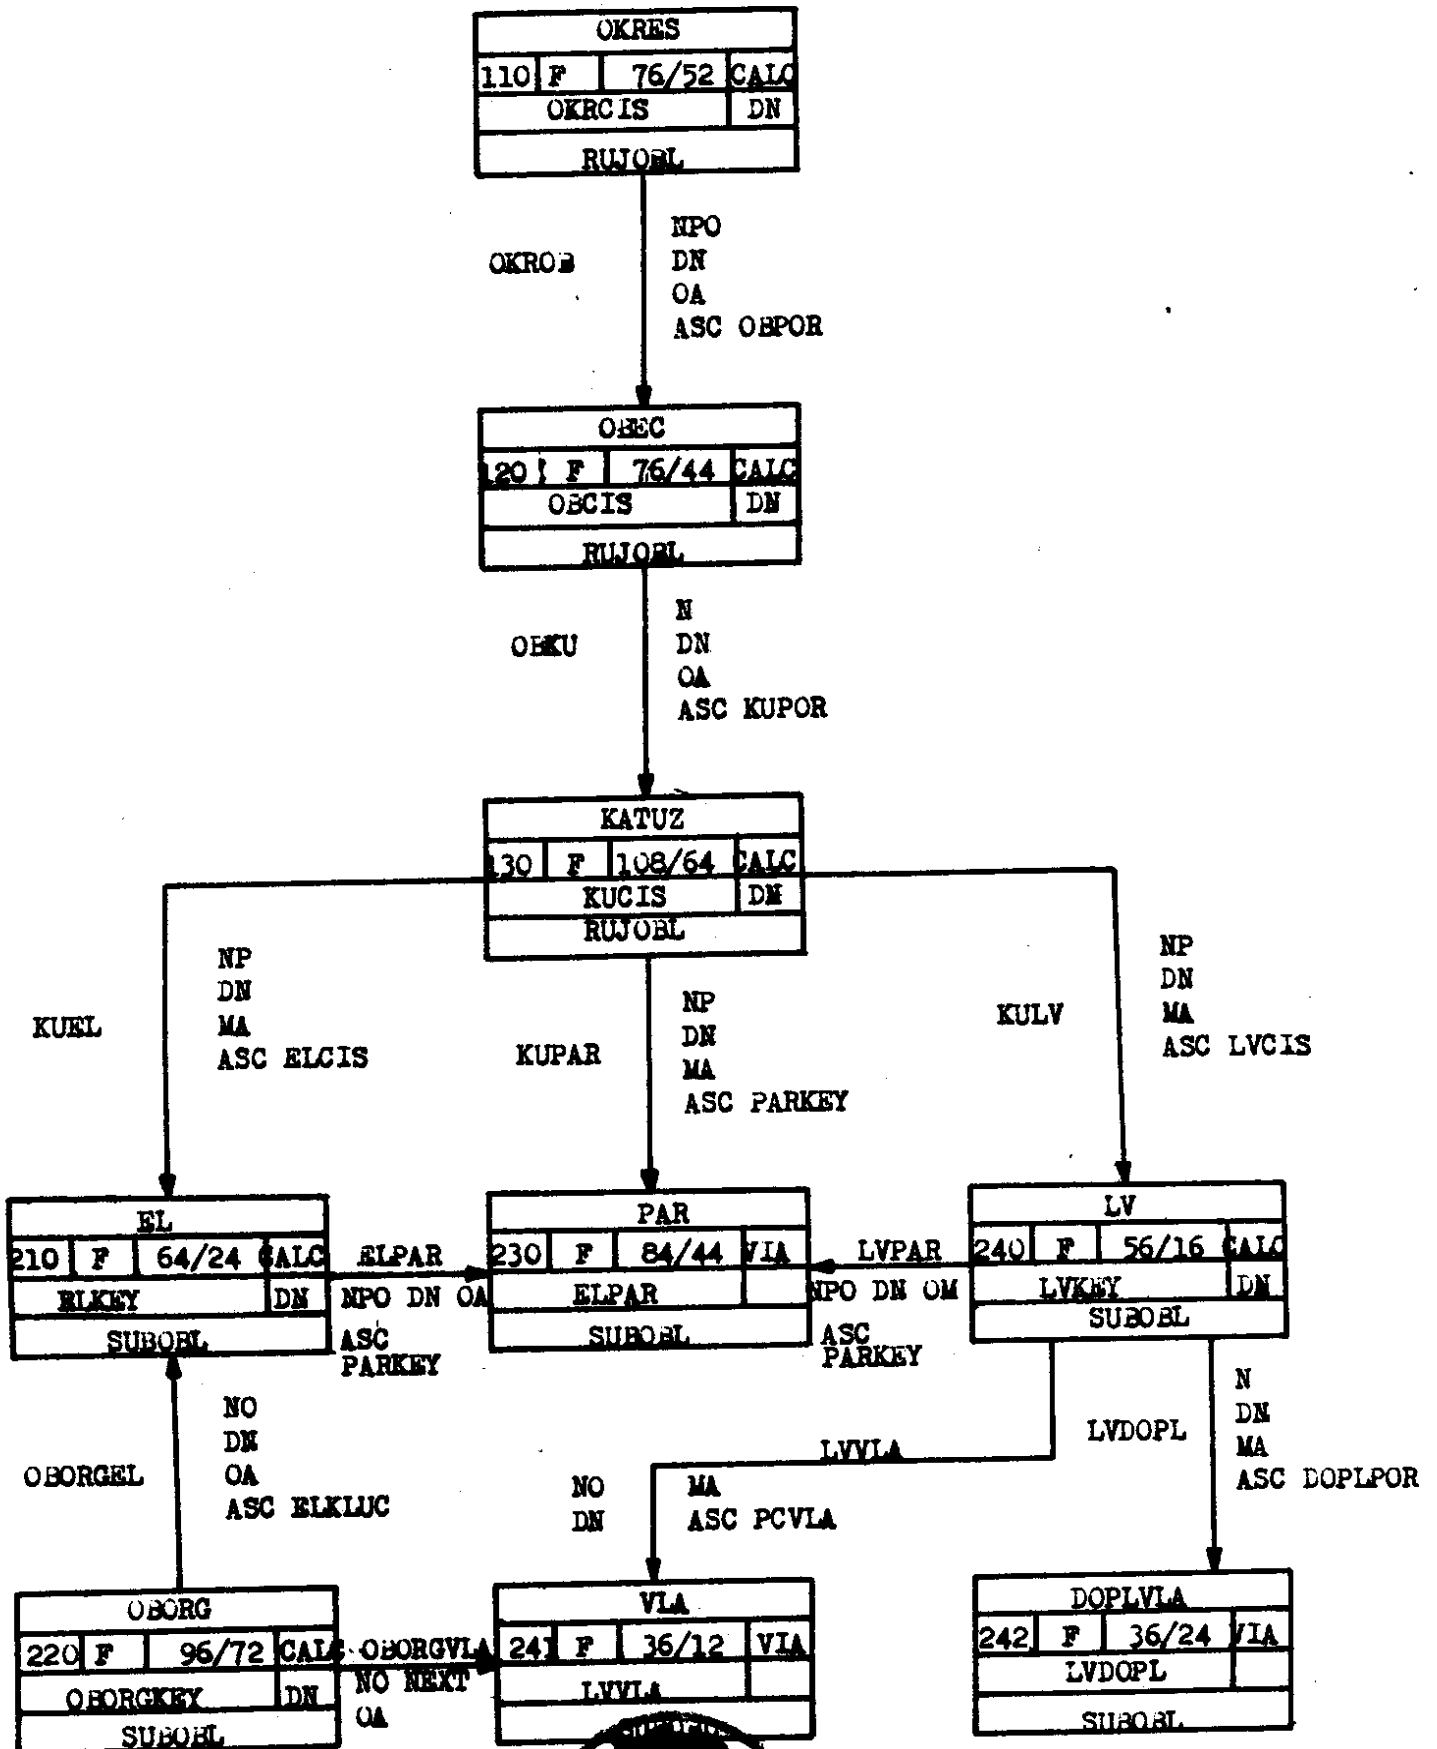 OKRES
110 F 76/52 CALC
OKRCIS DN
RUJOBL
OKROB
NPO
DN
OA
ASC OBPOR
OBEC
120 F 76/44 CALC
OBCIS DN
RUJOBL
OBKU
N
DN
OA
ASC KUPOR
KATUZ
130 F 108/64 CALC
KUCIS DN
RUJOBL
KUEL
NP
DN
MA
ASC ELCIS
KUPAR
NP
DN
MA
ASC PARKEY
KULV
NP
DN
MA
ASC LVCIS
EL
210 F 64/24 CALC
ELKEY DN
SUBOBL
ELPAR
NPO DN OA
ASC
PARKEY
PAR
230 F 84/44 VIA
ELPAR
SUBOBL
LVPAR
NPO DN OM
ASC
PARKEY
LV
240 F 56/16 CALC
LVKEY DN
SUBOBL
OBORGEL
NO
DN
OA
ASC ELKLUC
LVVLA
NO
DN
MA
ASC PCVLA
LVDOPL
N
DN
MA
ASC DOPLPOR
OBORG
220 F 96/72 CALC
OBORGKEY DN
SUBOBL
OBORGVLA
NO NEXT
OA
VLA
241 F 36/12 VIA
LVVLA
DOPLVLA
242 F 36/24 VIA
LVDOPL
SUBOBL